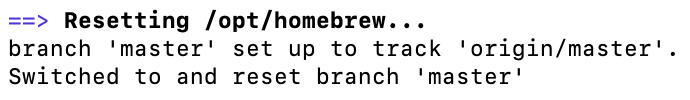 ==> Resetting /opt/homebrew...
branch 'master' set up to track 'origin/master'.
Switched to and reset branch 'master'